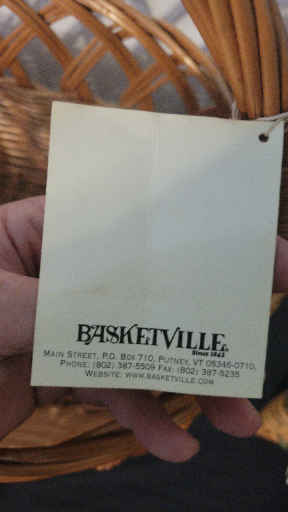 BASKETVILLE®
Since 1842
MAIN STREET, P.O. BOX 710, PUTNEY, VT 05346-0710,
PHONE: (802) 387-5509 FAX: (802) 387-5235
WEBSITE: WWW.BASKETVILLE.COM